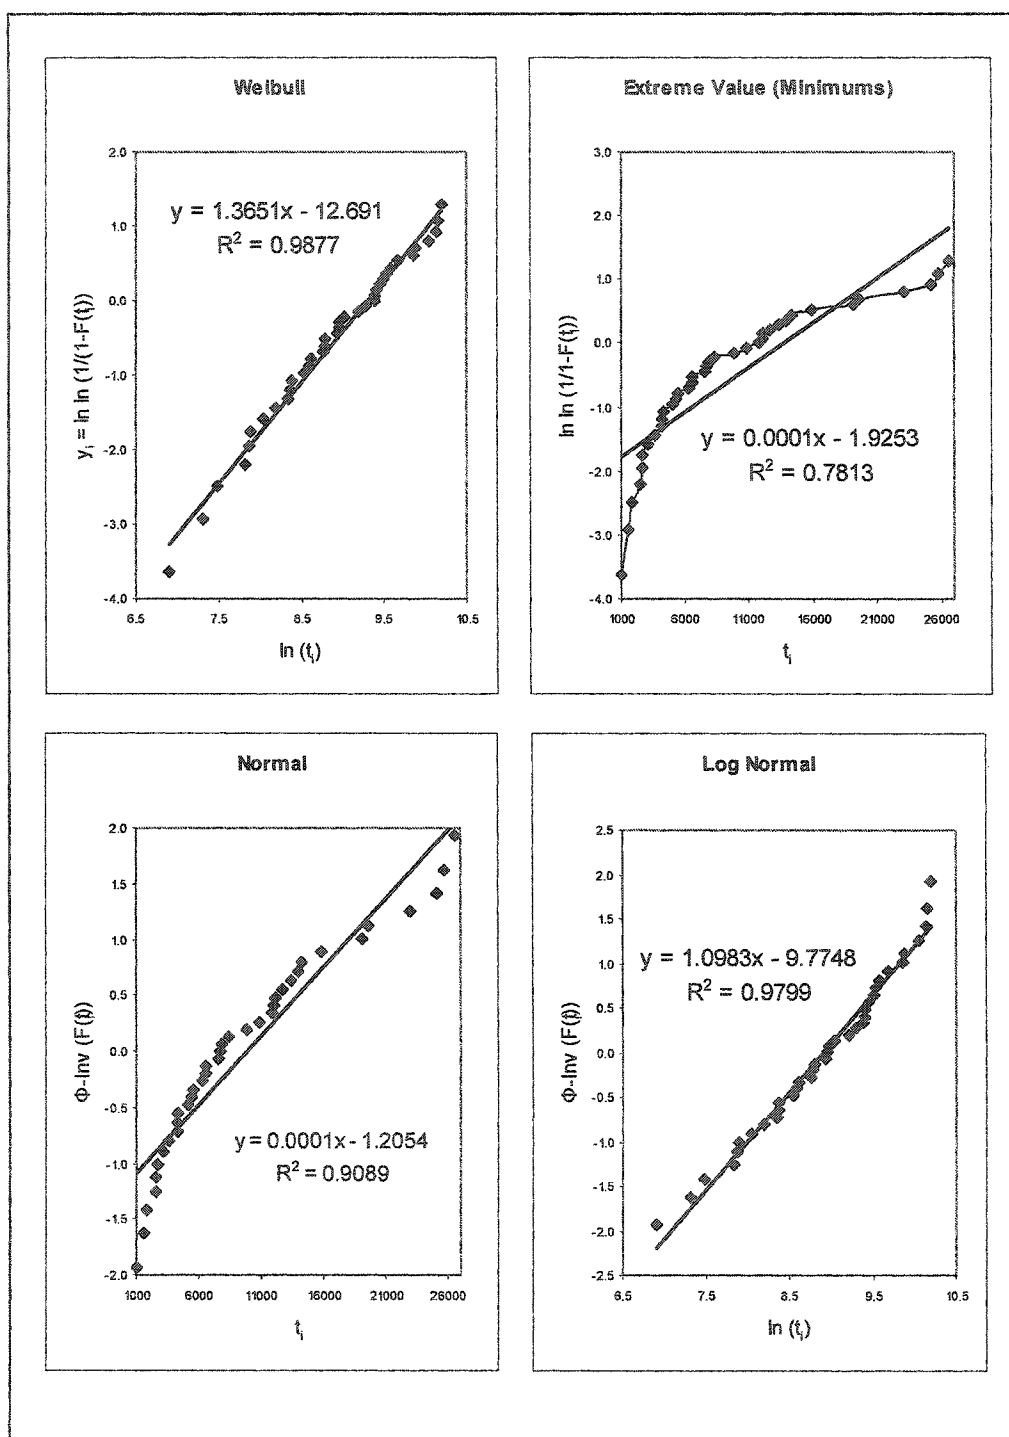 Weibull
2.0
1.0
0.0
-1.0
-2.0
-3.0
-4.0
y = 1.3651x - 12.691
R² = 0.9877
yᵢ = ln ln (1/(1-F(tᵢ))
6.5
7.5
8.5
9.5
10.5
ln (tᵢ)
Extreme Value (Minimums)
3.0
2.0
1.0
0.0
-1.0
-2.0
-3.0
-4.0
y = 0.0001x - 1.9253
R² = 0.7813
ln ln (1/1-F(tᵢ))
1000
6000
11000
16000
21000
26000
tᵢ
Normal
2.0
1.5
1.0
0.5
0.0
-0.5
-1.0
-1.5
-2.0
y = 0.0001x - 1.2054
R² = 0.9089
Φ-Inv (F(tᵢ))
1000
6000
11000
16000
21000
26000
tᵢ
Log Normal
2.5
2.0
1.5
1.0
0.5
0.0
-0.5
-1.0
-1.5
-2.0
-2.5
y = 1.0983x - 9.7748
R² = 0.9799
Φ-Inv (F(tᵢ))
6.5
7.5
8.5
9.5
10.5
ln (tᵢ)